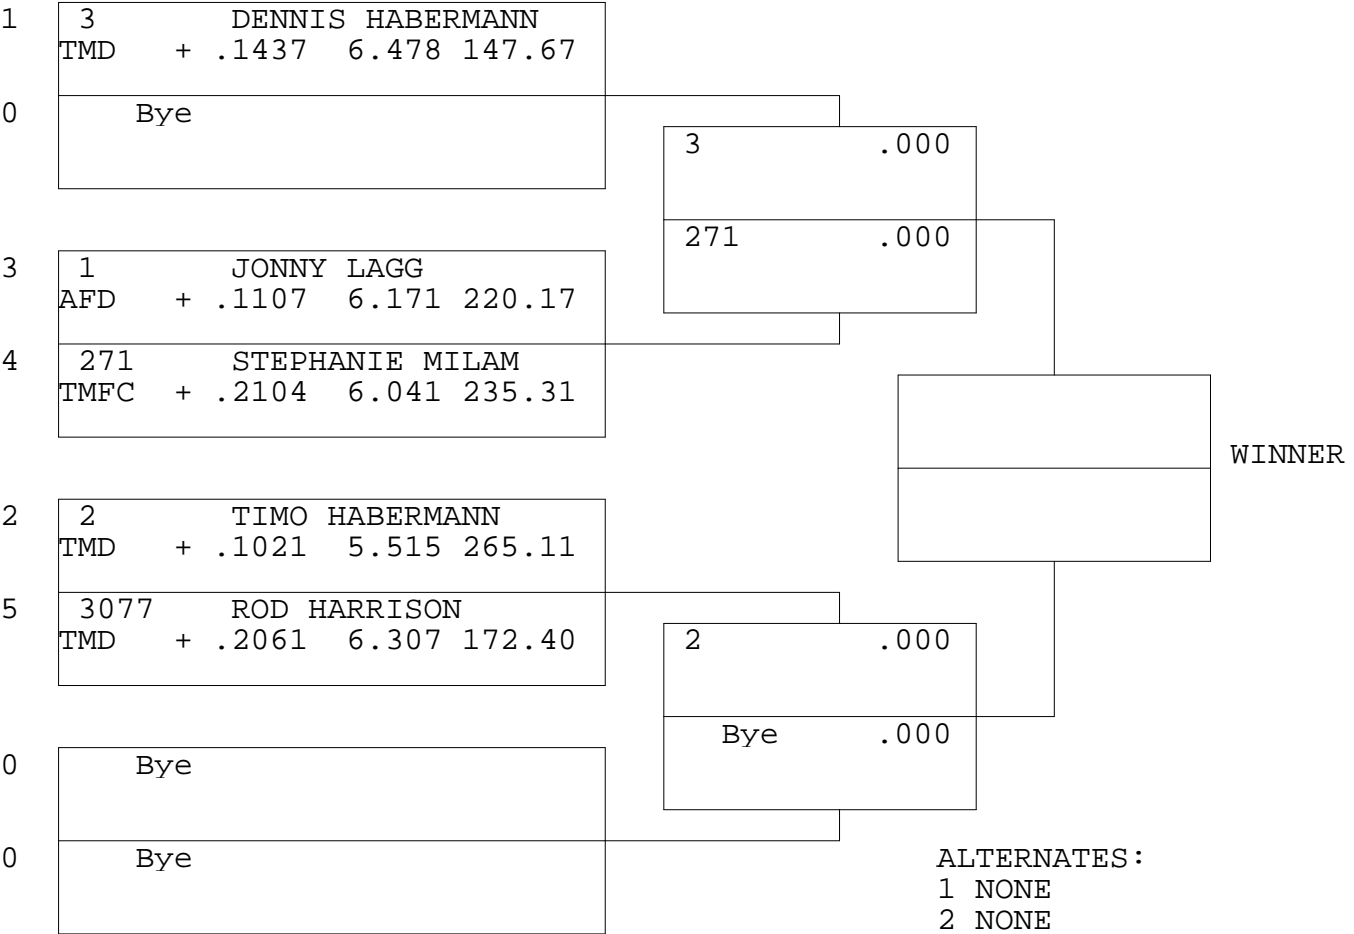 1 3 DENNIS HABERMANN
TMD + .1437 6.478 147.67
0 Bye
3 .000
271 .000
3 1 JONNY LAGG
AFD + .1107 6.171 220.17
4 271 STEPHANIE MILAM
TMFC + .2104 6.041 235.31
WINNER
2 2 TIMO HABERMANN
TMD + .1021 5.515 265.11
5 3077 ROD HARRISON
TMD + .2061 6.307 172.40
2 .000
Bye .000
0 Bye
0 Bye
ALTERNATES:
1 NONE
2 NONE